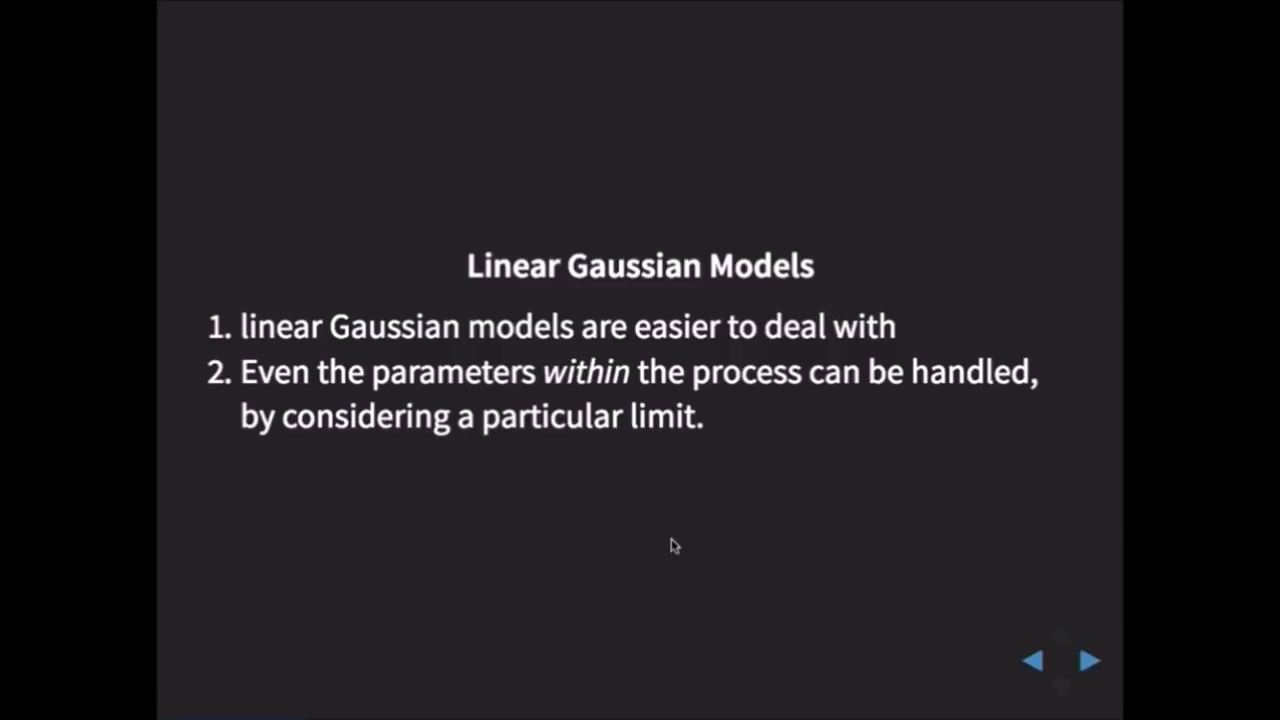 Linear Gaussian Models
1. linear Gaussian models are easier to deal with
2. Even the parameters within the process can be handled,
by considering a particular limit.